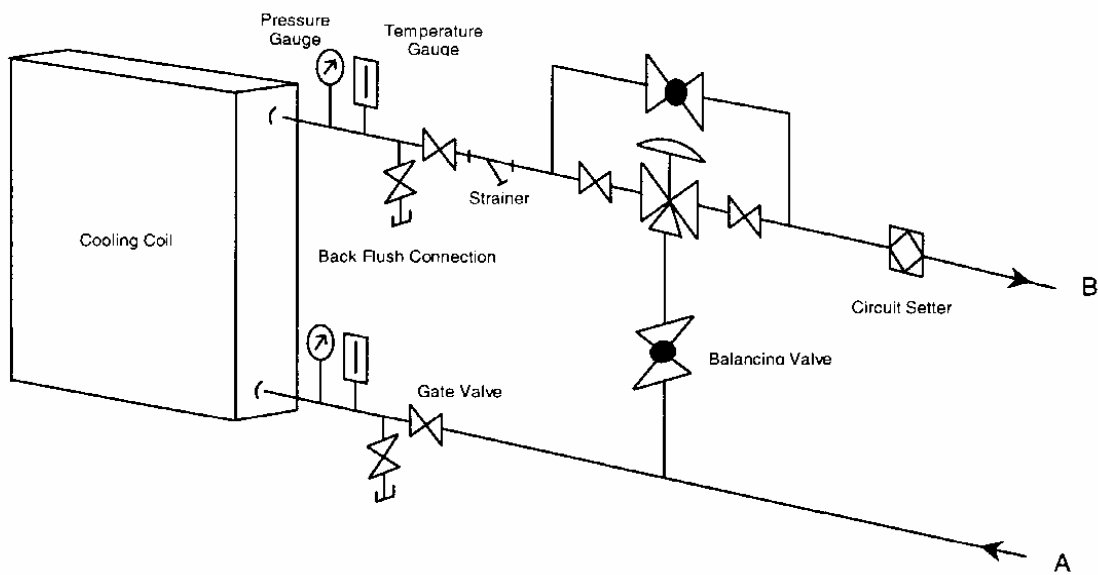 Pressure
Gauge
Temperature
Gauge
Strainer
Cooling Coil
Back Flush Connection
B
Circuit Setter
Balancing Valve
Gate Valve
A